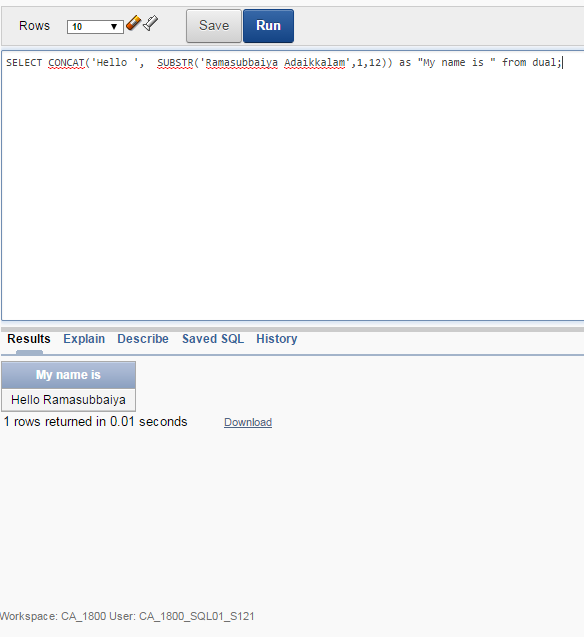 Rows 10 Save Run
SELECT CONCAT('Hello ',  SUBSTR('Ramasubbaiya Adaikkalam',1,12)) as "My name is " from dual;
Results Explain Describe Saved SQL History
My name is
Hello Ramasubbaiya
1 rows returned in 0.01 seconds Download
Workspace: CA_1800 User: CA_1800_SQL01_S121